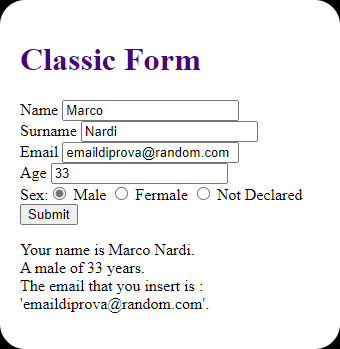 Classic Form
Name Marco
Surname Nardi
Email emaildiprova@random.com
Age 33
Sex: Male Fermale Not Declared
Submit
Your name is Marco Nardi.
A male of 33 years.
The email that you insert is :
'emaildiprova@random.com'.